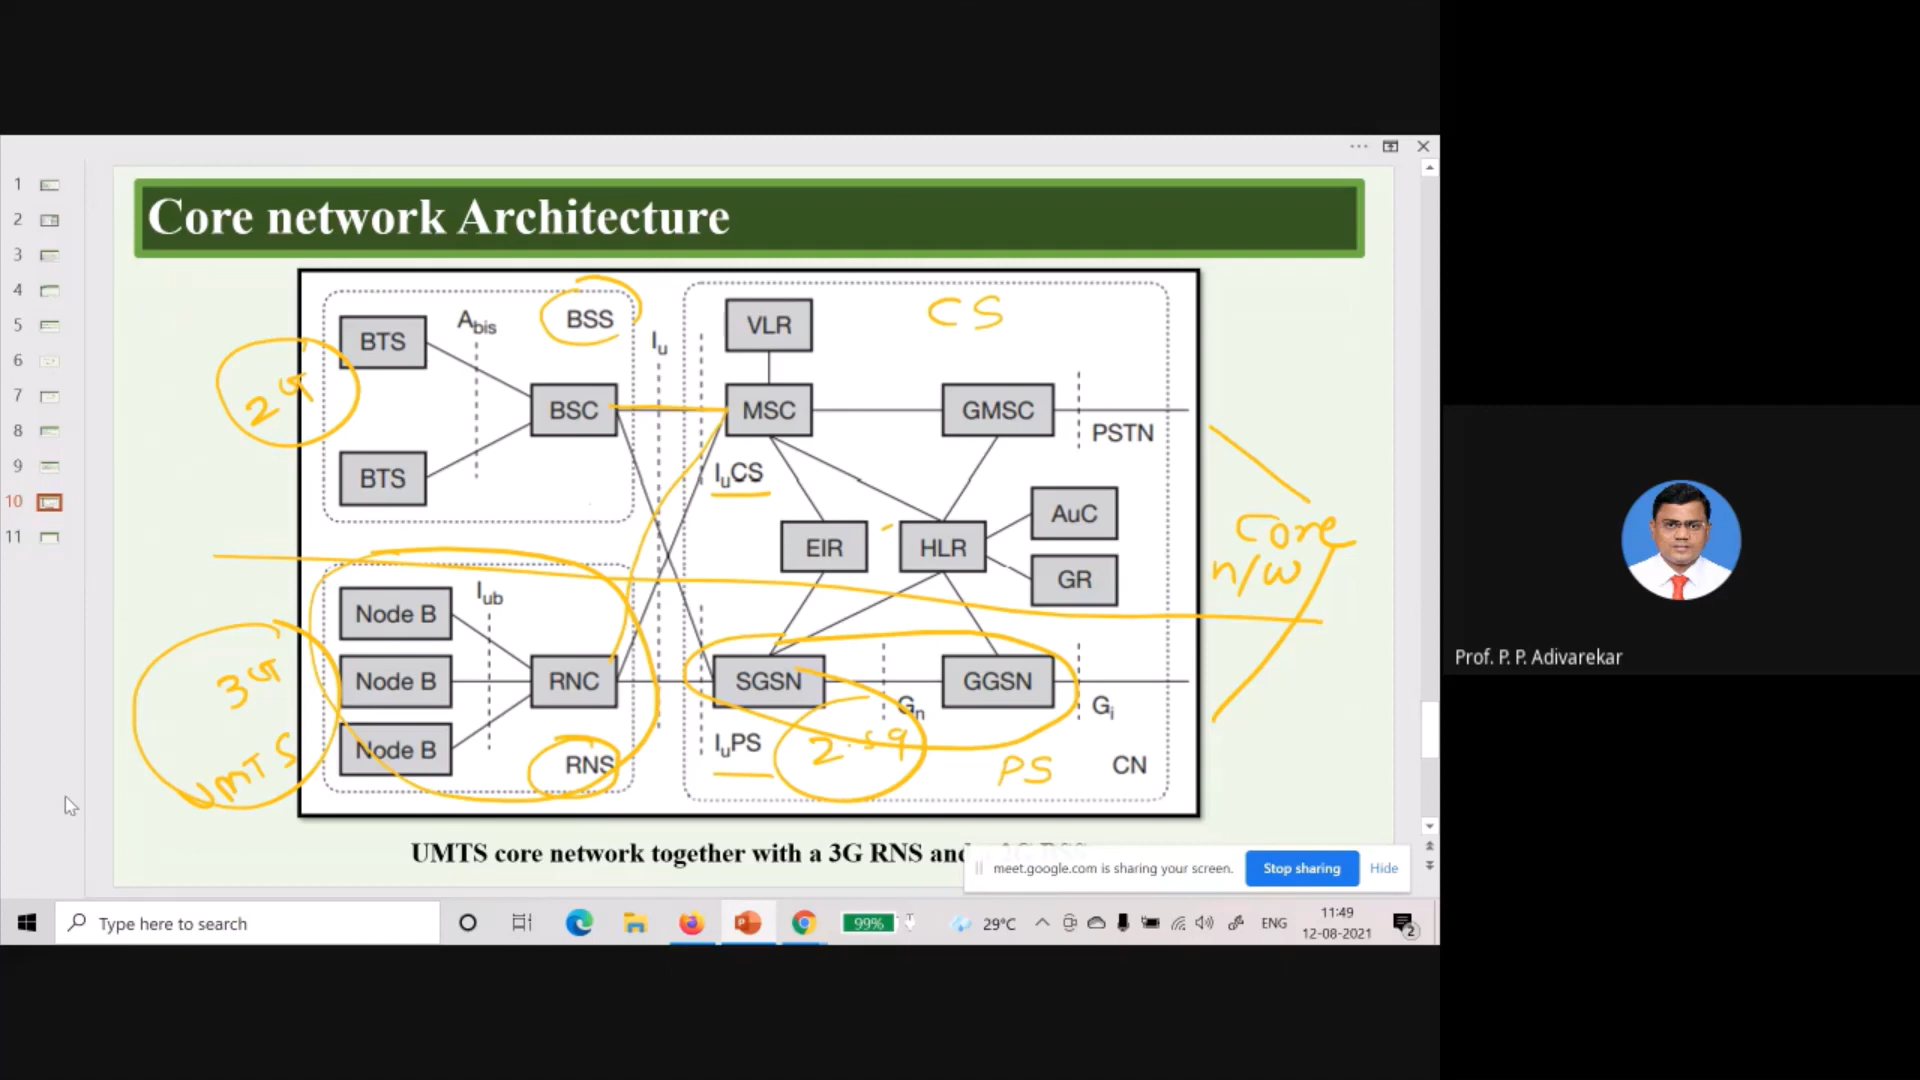 1
2
3
4
5
6
7
8
9
10
11
Core network Architecture
BTS
Abis
BSS
Iu
VLR
CS
2G
BSC
MSC
GMSC
PSTN
BTS
IuCS
AuC
EIR
HLR
Core
n/w
GR
Node B
Iub
3G
Node B
RNC
SGSN
GGSN
Gn
Gi
UMTS
Node B
RNS
IuPS
PS
CN
UMTS core network together with a 3G RNS and
meet.google.com is sharing your screen.
Stop sharing
Hide
Prof. P. P. Adivarekar
Type here to search
99%
29°C
ENG
11:49
12-08-2021
2